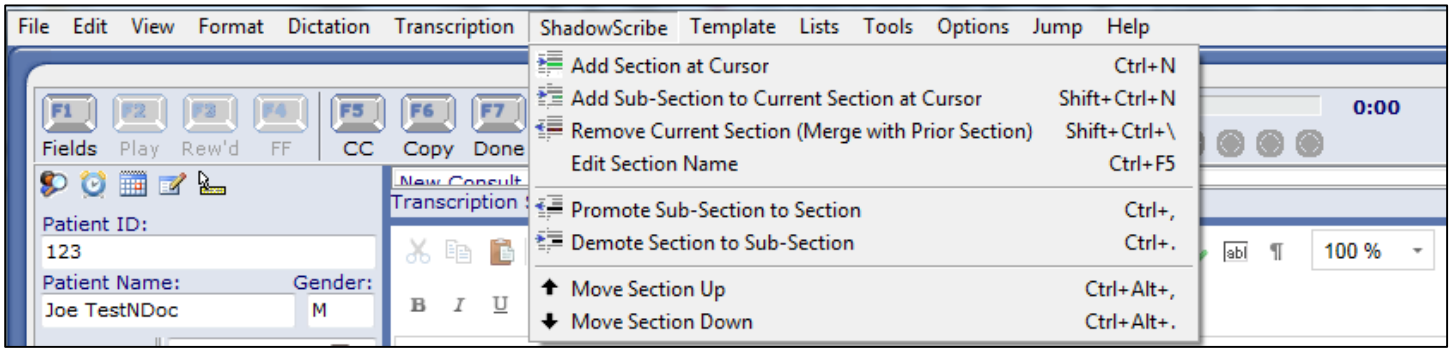 File Edit View Format Dictation Transcription ShadowScribe Template Lists Tools Options Jump Help
Add Section at Cursor Ctrl+N
Add Sub-Section to Current Section at Cursor Shift+Ctrl+N
Remove Current Section (Merge with Prior Section) Shift+Ctrl+\
Edit Section Name Ctrl+F5
Promote Sub-Section to Section Ctrl+,
Demote Section to Sub-Section Ctrl+.
Move Section Up Ctrl+Alt+,
Move Section Down Ctrl+Alt+.
F1 F2 F3 F4 F5 F6 F7
Fields Play Rew'd FF CC Copy Done
0:00
New Consult
Transcription
Patient ID:
123
Patient Name: Gender:
Joe TestNDoc M
B I U
abl ¶ 100 %